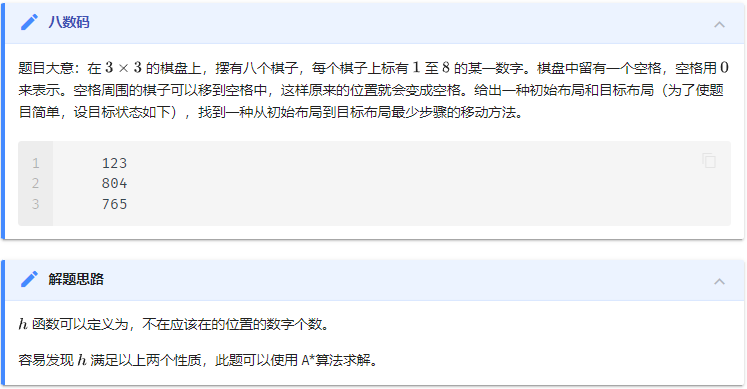 八数码
题目大意：在 3 × 3 的棋盘上，摆有八个棋子，每个棋子上标有 1 至 8 的某一数字。棋盘中留有一个空格，空格用 0
来表示。空格周围的棋子可以移到空格中，这样原来的位置就会变成空格。给出一种初始布局和目标布局（为了使题
目简单，设目标状态如下），找到一种从初始布局到目标布局最少步骤的移动方法。
1 123
2 804
3 765
解题思路
h 函数可以定义为，不在应该在的位置的数字个数。
容易发现 h 满足以上两个性质，此题可以使用 A*算法求解。